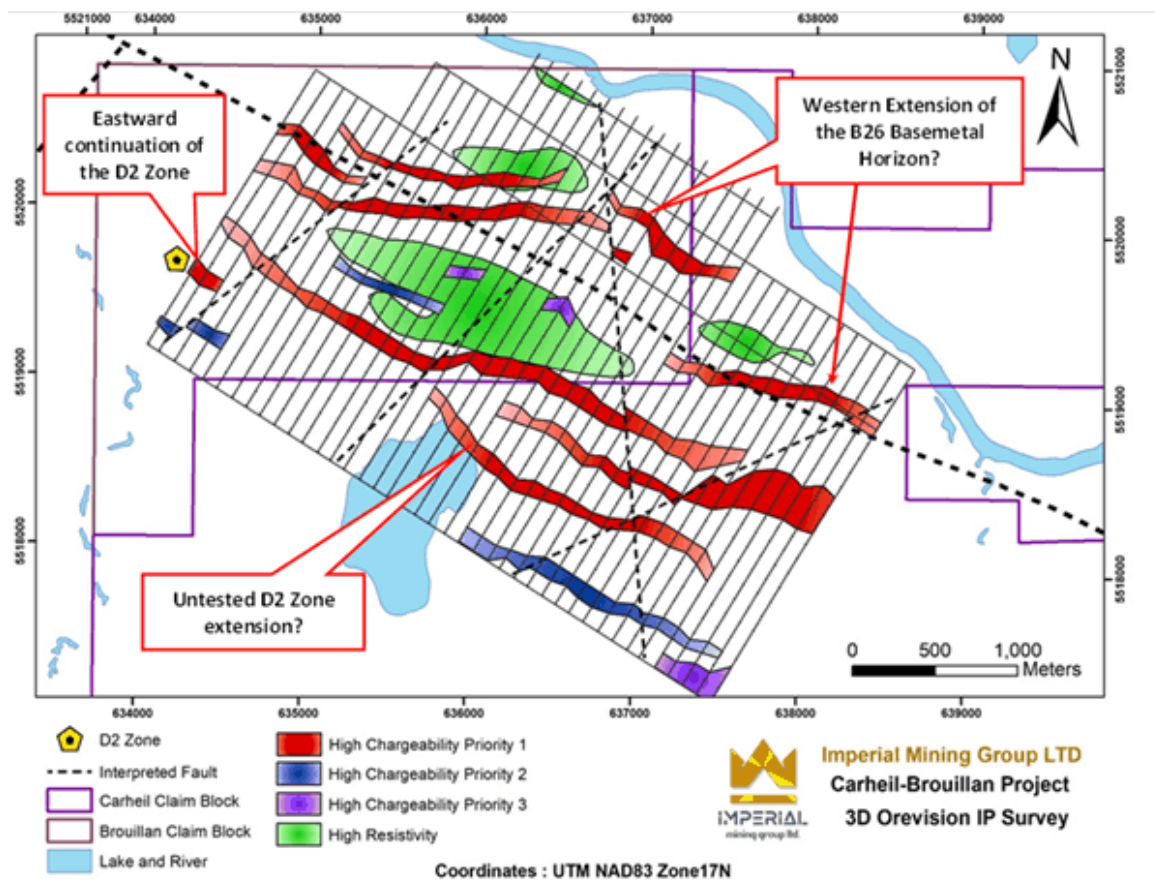 5521000 634000 635000 636000 637000 638000 639000
5521000
5520000
5520000
5519000
5519000
5518000
5518000
Eastward
continuation of
the D2 Zone
Western Extension of
the B26 Basemetal
Horizon?
N
Untested D2 Zone
extension?
0 500 1,000
Meters
634000 635000 636000 637000 638000 639000
D2 Zone
Interpreted Fault
Carheil Claim Block
Brouillan Claim Block
Lake and River
High Chargeability Priority 1
High Chargeability Priority 2
High Chargeability Priority 3
High Resistivity
IMPERIAL
mining group ltd.
Imperial Mining Group LTD
Carheil-Brouillan Project
3D Orevision IP Survey
Coordinates : UTM NAD83 Zone17N